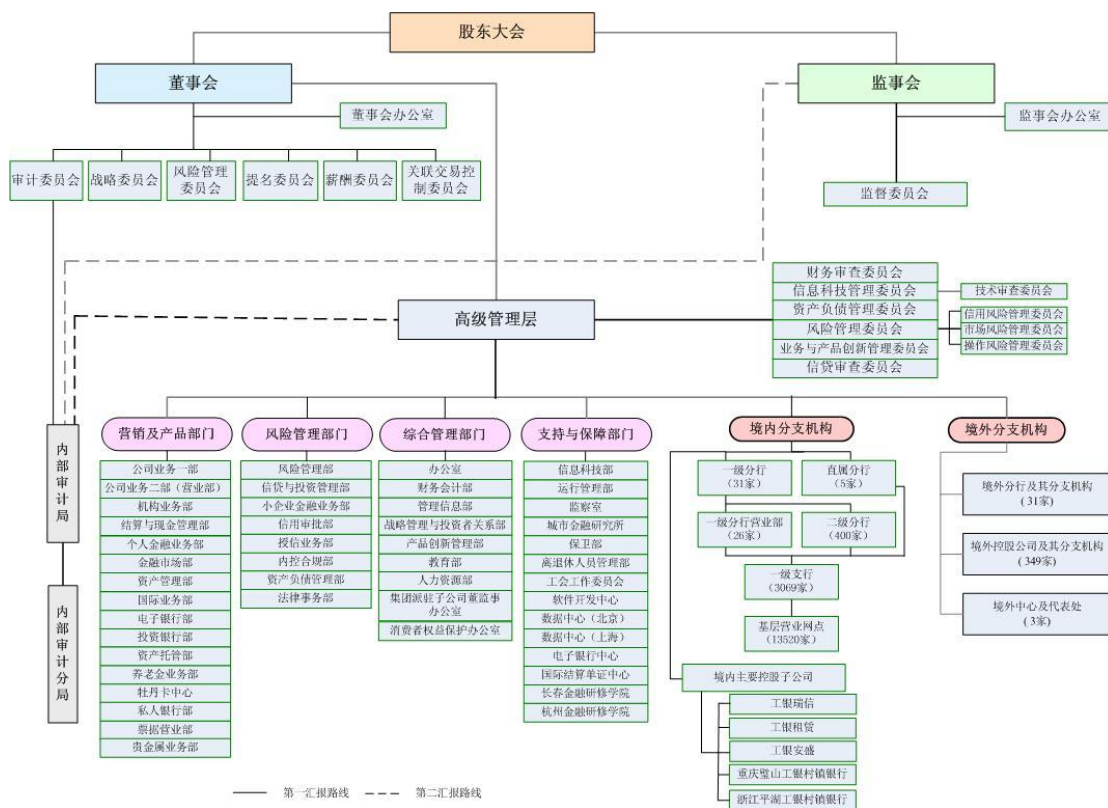 股东大会
董事会
监事会
董事会办公室
监事会办公室
审计委员会
战略委员会
风险管理
委员会
提名委员会
薪酬委员会
关联交易控
制委员会
监督委员会
财务审查委员会
信息科技管理委员会
资产负债管理委员会
风险管理委员会
业务与产品创新管理委员会
信贷审查委员会
技术审查委员会
信用风险管理委员会
市场风险管理委员会
操作风险管理委员会
高级管理层
内部审计局
内部审计分局
营销及产品部门
公司业务一部
公司业务二部（营业部）
机构业务部
结算与现金管理部
个人金融业务部
金融市场部
资产管理部
国际业务部
电子银行部
投资银行部
资产托管部
养老金业务部
牡丹卡中心
私人银行部
票据营业部
贵金属业务部
风险管理部门
风险管理部
信贷与投资管理部
小企业金融业务部
信用审批部
授信业务部
内控合规部
资产负债管理部
法律事务部
综合管理部门
办公室
财务会计部
管理信息部
战略管理与投资者关系部
产品创新管理部
教育部
人力资源部
集团派驻子公司董监事
办公室
消费者权益保护办公室
支持与保障部门
信息科技部
运行管理部
监察室
城市金融研究所
保卫部
离退休人员管理部
工会工作委员会
软件开发中心
数据中心（北京）
数据中心（上海）
电子银行中心
国际结算单证中心
长春金融研修学院
杭州金融研修学院
境内分支机构
一级分行
（31家）
直属分行
（5家）
一级分行营业部
（26家）
二级分行
（400家）
一级支行
（3069家）
基层营业网点
（13520家）
境内主要控股子公司
工银瑞信
工银租赁
工银安盛
重庆璧山工银村镇银行
浙江平湖工银村镇银行
境外分支机构
境外分行及其分支机构
（31家）
境外控股公司及其分支机构
（349家）
境外中心及代表处
（3家）
第一汇报路线
第二汇报路线